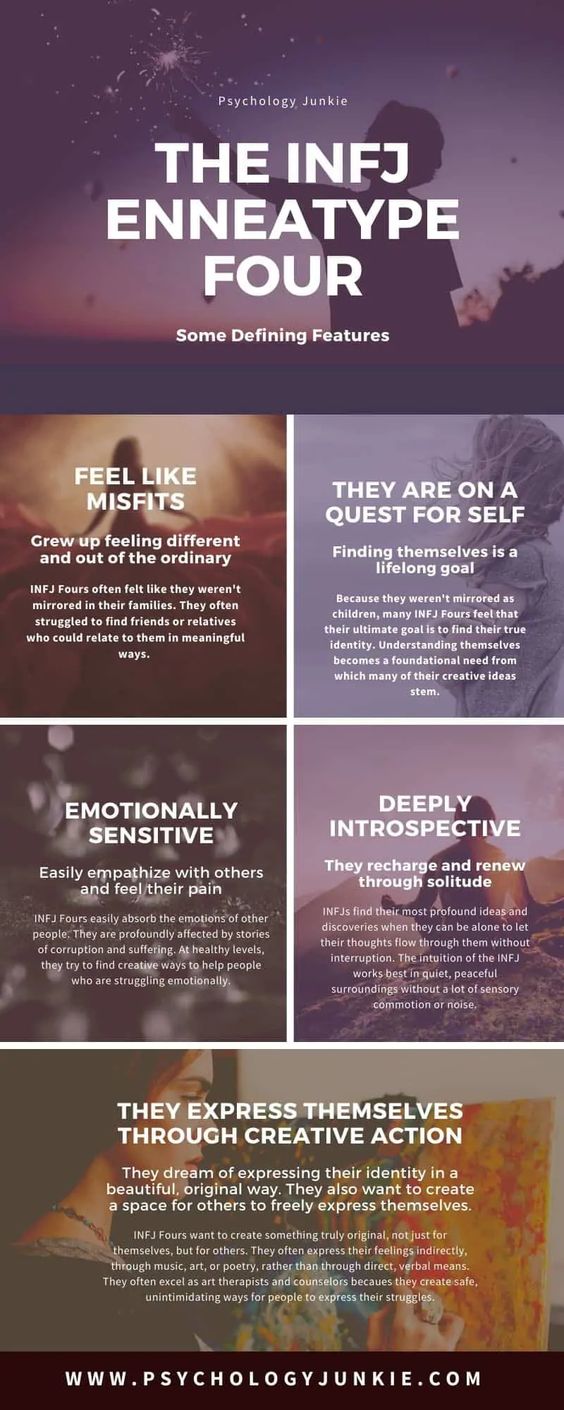 Psychology Junkie
THE INFJ
ENNEATYPE
FOUR
Some Defining Features
FEEL LIKE
MISFITS
Grew up feeling different
and out of the ordinary
INFJ Fours often felt like they weren't
mirrored in their families. They often
struggled to find friends or relatives
who could relate to them in meaningful
ways.
THEY ARE ON A
QUEST FOR SELF
Finding themselves is a
lifelong goal
Because they weren't mirrored as
children, many INFJ Fours feel that
their ultimate goal is to find their true
identity. Understanding themselves
becomes a foundational need from
which many of their creative ideas
stem.
EMOTIONALLY
SENSITIVE
Easily empathize with others
and feel their pain
INFJ Fours easily absorb the emotions of other
people. They are profoundly affected by stories
of corruption and suffering. At healthy levels,
they try to find creative ways to help people
who are struggling emotionally.
DEEPLY
INTROSPECTIVE
They recharge and renew
through solitude
INFJs find their most profound ideas and
discoveries when they can be alone to let
their thoughts flow through them without
interruption. The intuition of the INFJ
works best in quiet, peaceful
surroundings without a lot of sensory
commotion or noise.
THEY EXPRESS THEMSELVES
THROUGH CREATIVE ACTION
They dream of expressing their identity in a
beautiful, original way. They also want to create
a space for others to freely express themselves.
INFJ Fours want to create something truly original, not just for
themselves, but for others. They often express their feelings indirectly,
through music, art, or poetry, rather than through direct, verbal means.
They often excel as art therapists and counselors becaues they create safe,
unintimidating ways for people to express their struggles.
WWW.PSYCHOLOGYJUNKIE.COM